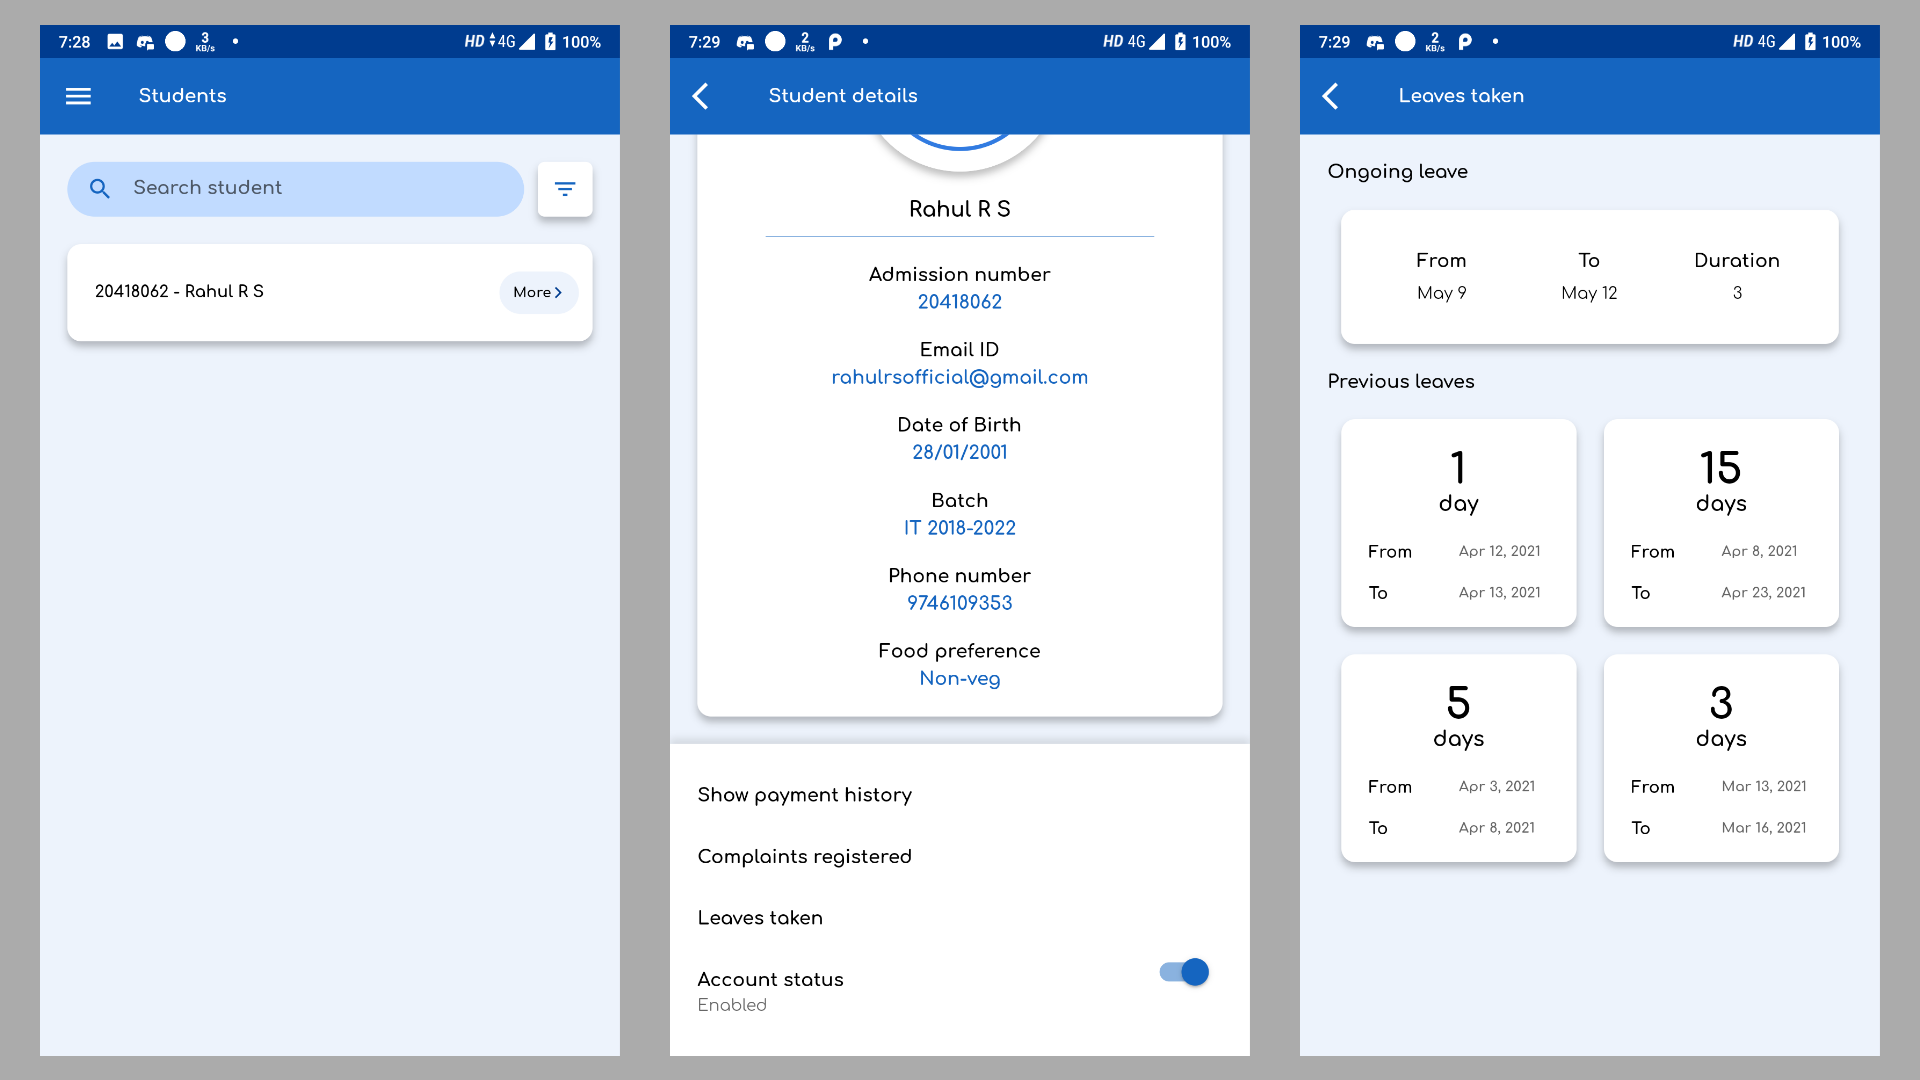 7:28 3 KB/s HD 4G 100%
Students
Search student
20418062 - Rahul R S More
7:29 2 KB/s HD 4G 100%
Student details
Rahul R S
Admission number
20418062
Email ID
rahulrsofficial@gmail.com
Date of Birth
28/01/2001
Batch
IT 2018-2022
Phone number
9746109353
Food preference
Non-veg
Show payment history
Complaints registered
Leaves taken
Account status
Enabled
7:29 2 KB/s HD 4G 100%
Leaves taken
Ongoing leave
From To Duration
May 9 May 12 3
Previous leaves
1
day
From Apr 12, 2021
To Apr 13, 2021
15
days
From Apr 8, 2021
To Apr 23, 2021
5
days
From Apr 3, 2021
To Apr 8, 2021
3
days
From Mar 13, 2021
To Mar 16, 2021